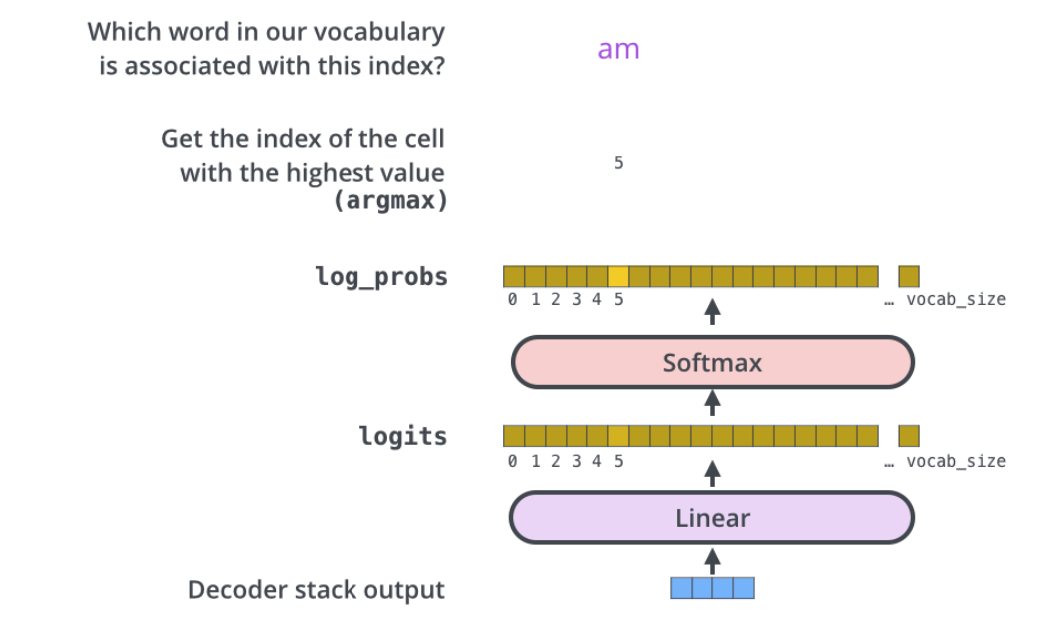 Which word in our vocabulary
is associated with this index?
am
Get the index of the cell
with the highest value
(argmax)
5
log_probs
0 1 2 3 4 5 … vocab_size
Softmax
logits
0 1 2 3 4 5 … vocab_size
Linear
Decoder stack output